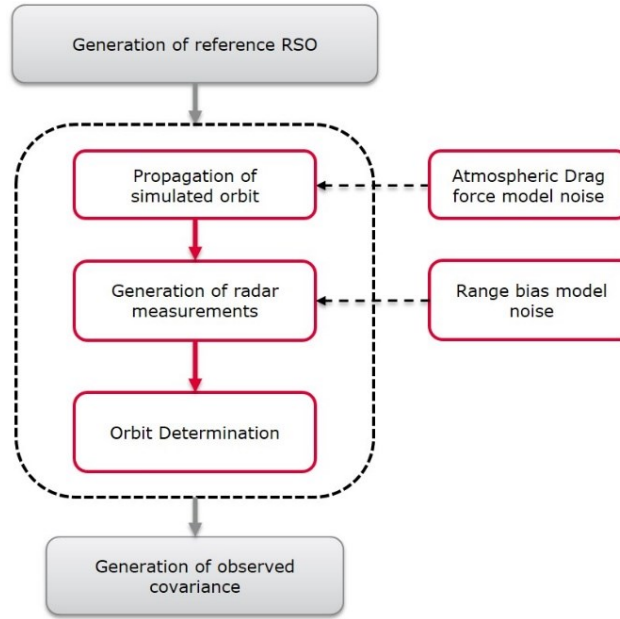 Generation of reference RSO
Propagation of
simulated orbit
Atmospheric Drag
force model noise
Generation of radar
measurements
Range bias model
noise
Orbit Determination
Generation of observed
covariance